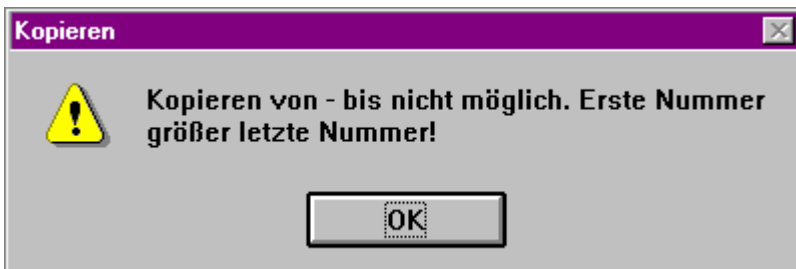 Kopieren
Kopieren von - bis nicht möglich. Erste Nummer
größer letzte Nummer!
OK